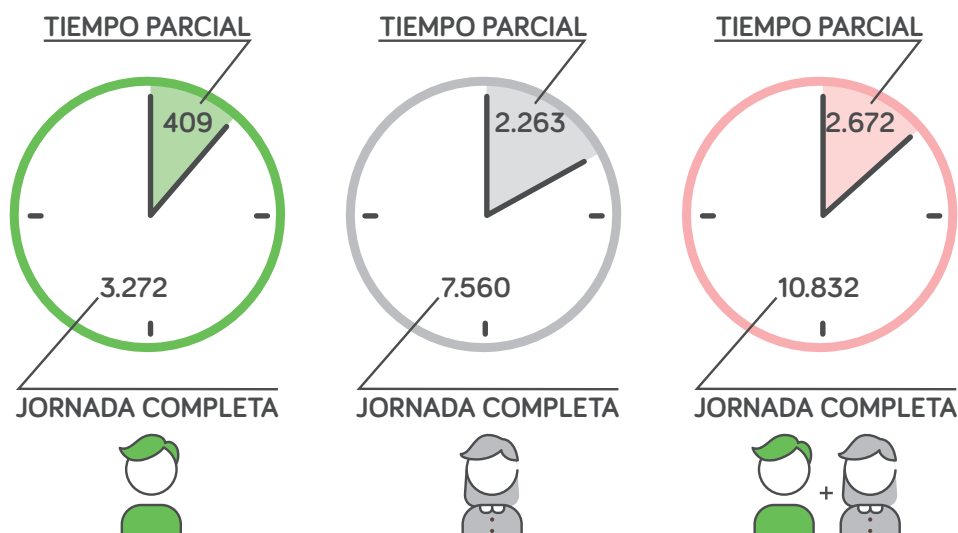 TIEMPO PARCIAL
409
3.272
JORNADA COMPLETA
TIEMPO PARCIAL
2.263
7.560
JORNADA COMPLETA
TIEMPO PARCIAL
2.672
10.832
JORNADA COMPLETA
+